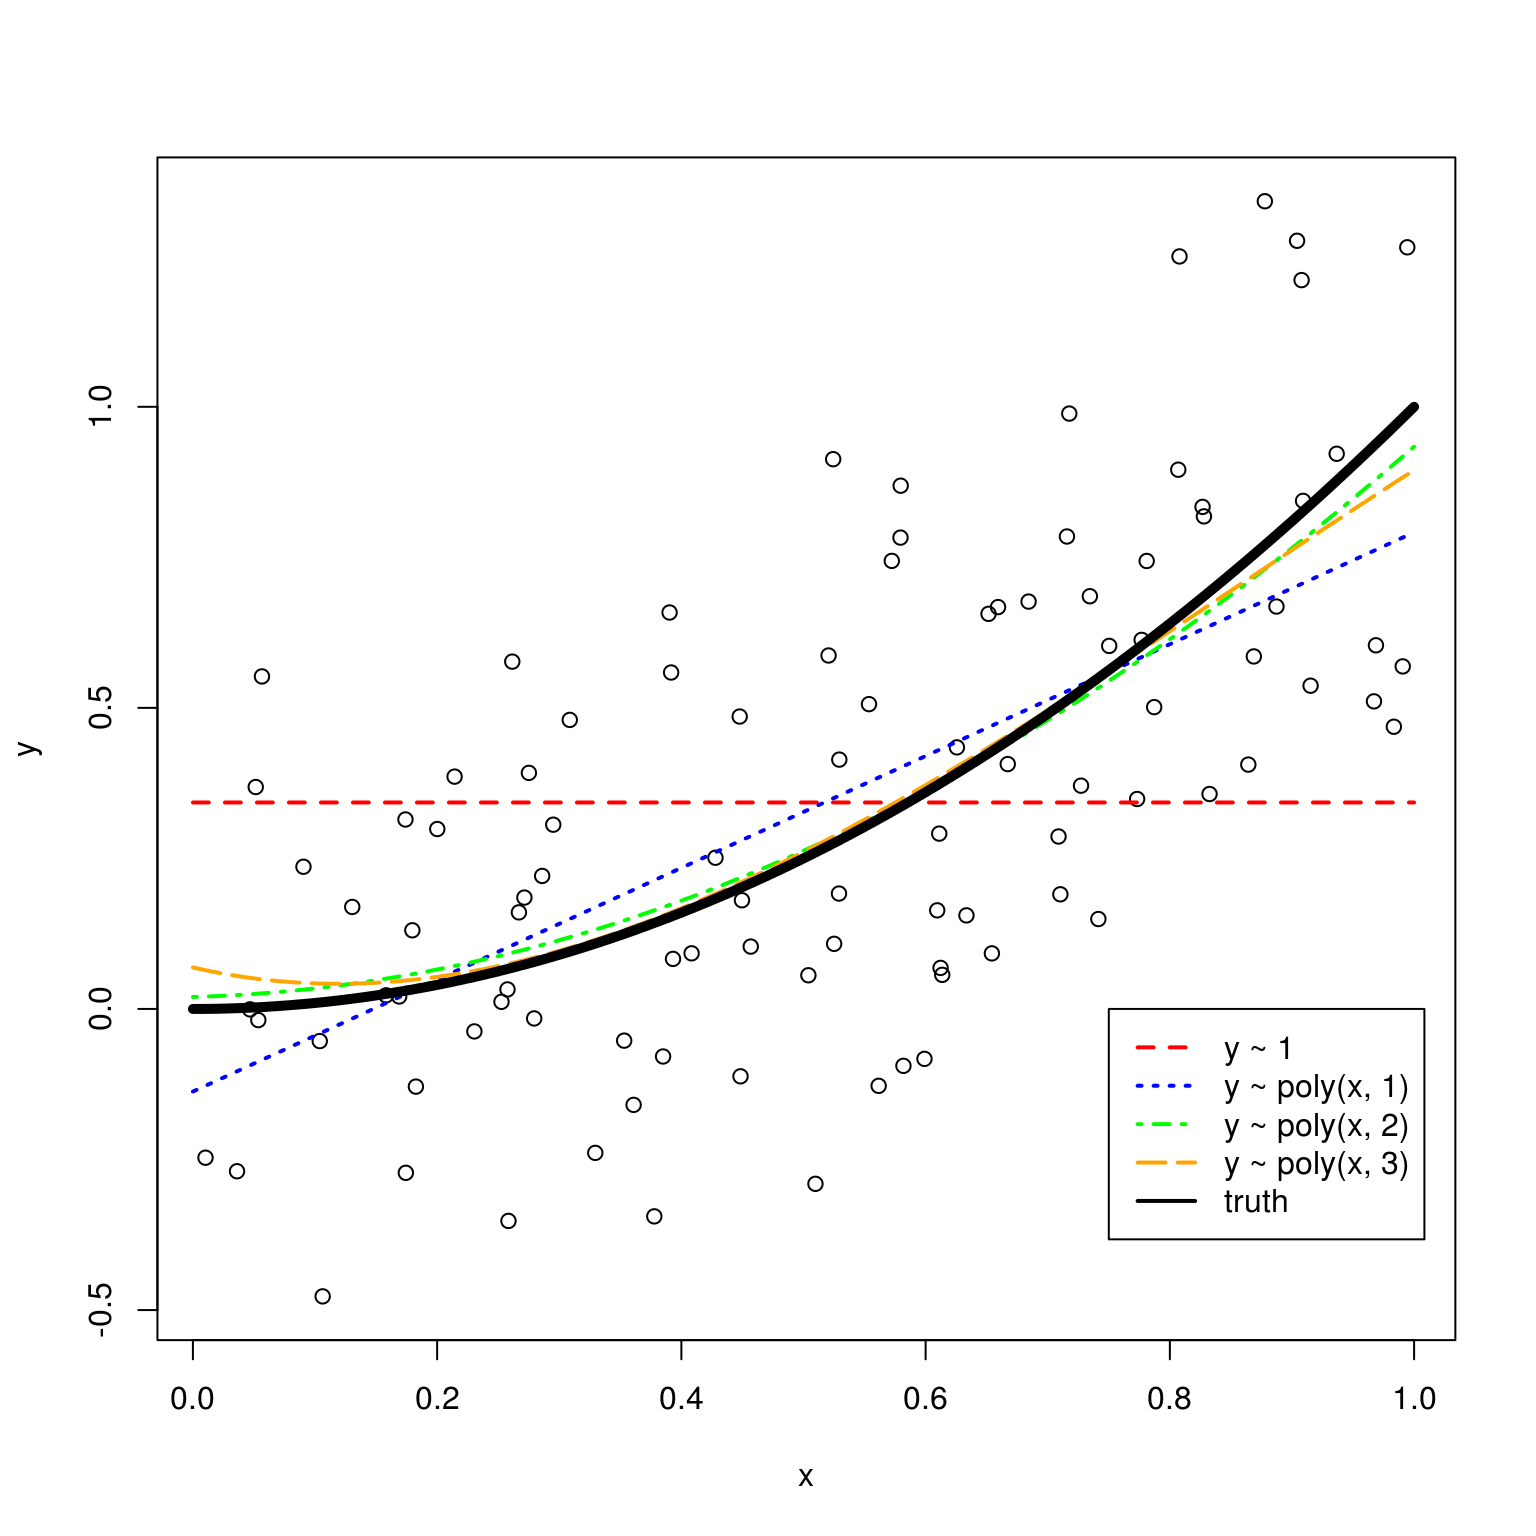 1.0
0.5
0.0
-0.5
y
y ~ 1
y ~ poly(x, 1)
y ~ poly(x, 2)
y ~ poly(x, 3)
truth
0.0 0.2 0.4 0.6 0.8 1.0
x